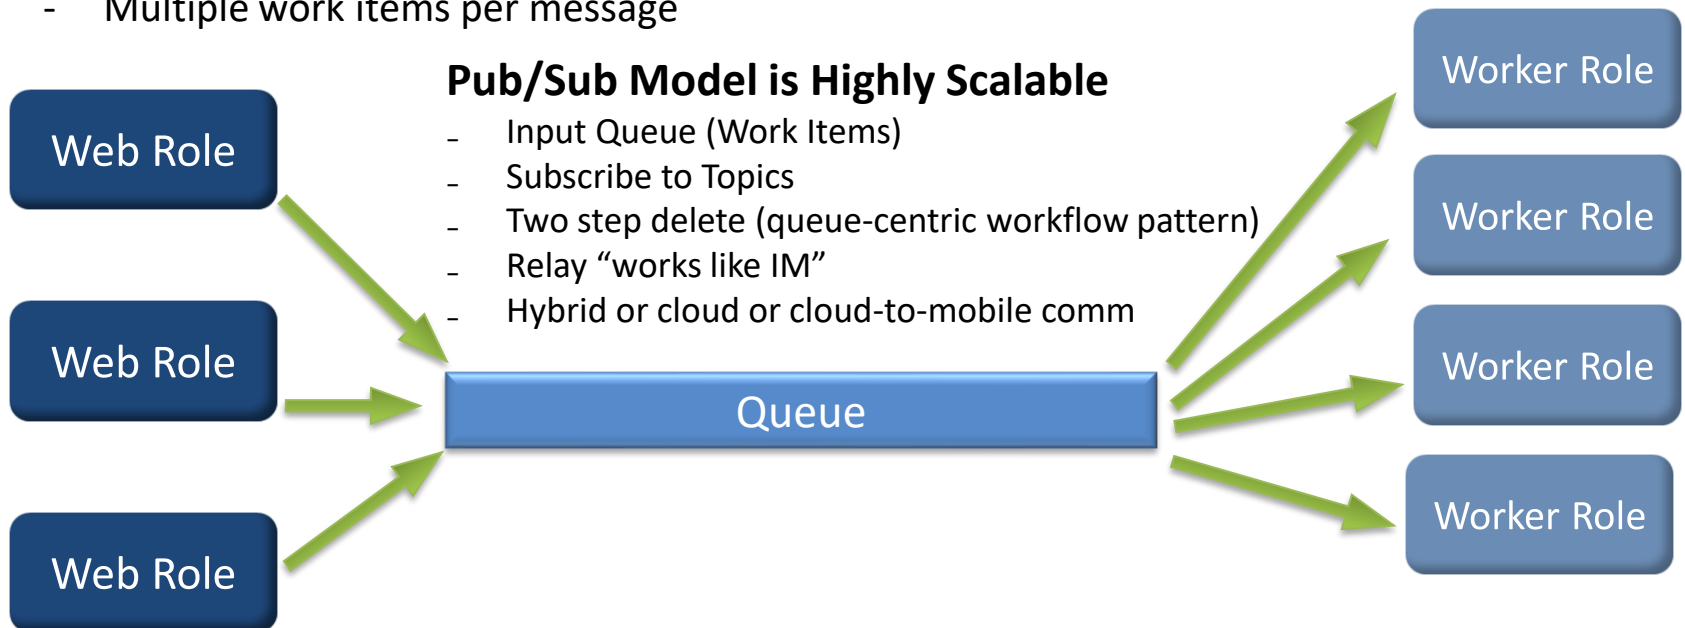 - Multiple work items per message
Pub/Sub Model is Highly Scalable
- Input Queue (Work Items)
- Subscribe to Topics
- Two step delete (queue-centric workflow pattern)
- Relay “works like IM”
- Hybrid or cloud or cloud-to-mobile comm
Web Role
Web Role
Web Role
Queue
Worker Role
Worker Role
Worker Role
Worker Role